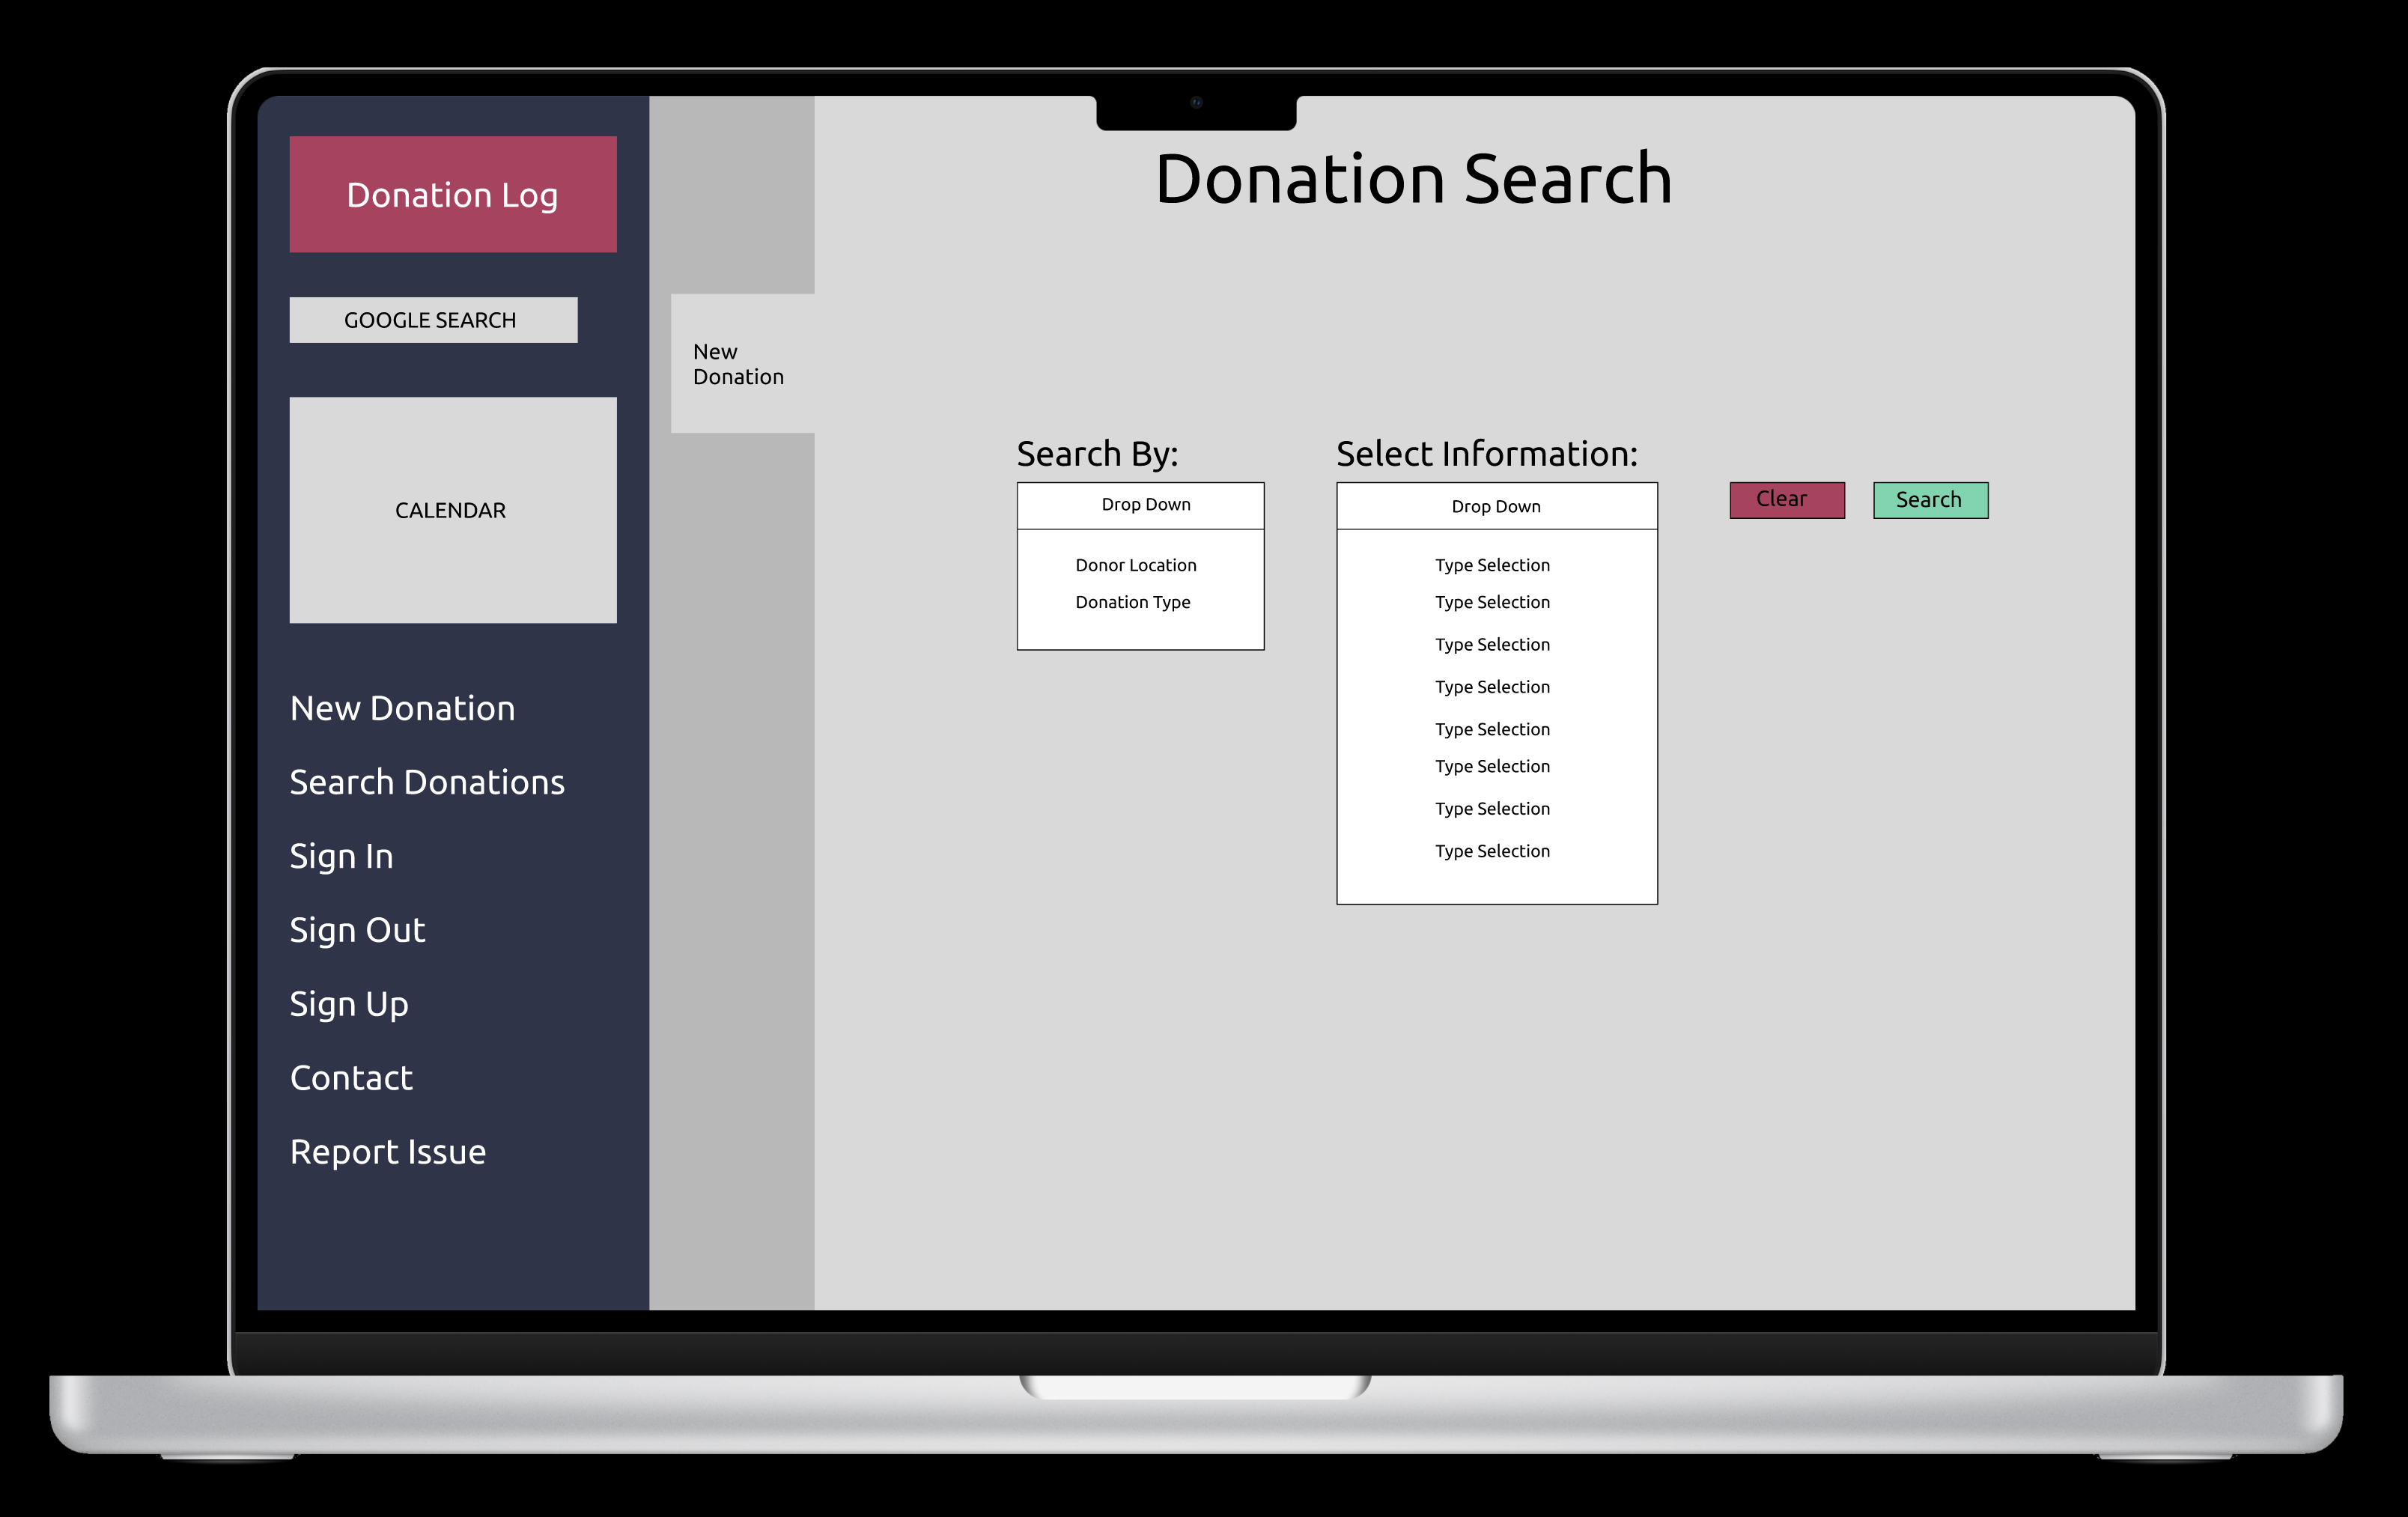 Donation Log
GOOGLE SEARCH
CALENDAR
New Donation
Search Donations
Sign In
Sign Out
Sign Up
Contact
Report Issue
New
Donation
Donation Search
Search By:
Drop Down
Donor Location
Donation Type
Select Information:
Drop Down
Type Selection
Type Selection
Type Selection
Type Selection
Type Selection
Type Selection
Type Selection
Type Selection
Clear
Search